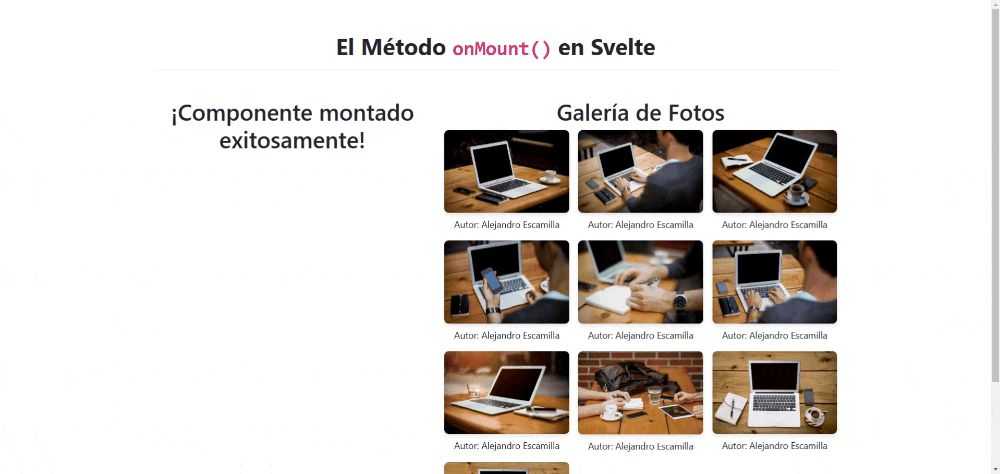 El Método onMount() en Svelte
¡Componente montado
exitosamente!
Galería de Fotos
Autor: Alejandro Escamilla
Autor: Alejandro Escamilla
Autor: Alejandro Escamilla
Autor: Alejandro Escamilla
Autor: Alejandro Escamilla
Autor: Alejandro Escamilla
Autor: Alejandro Escamilla
Autor: Alejandro Escamilla
Autor: Alejandro Escamilla